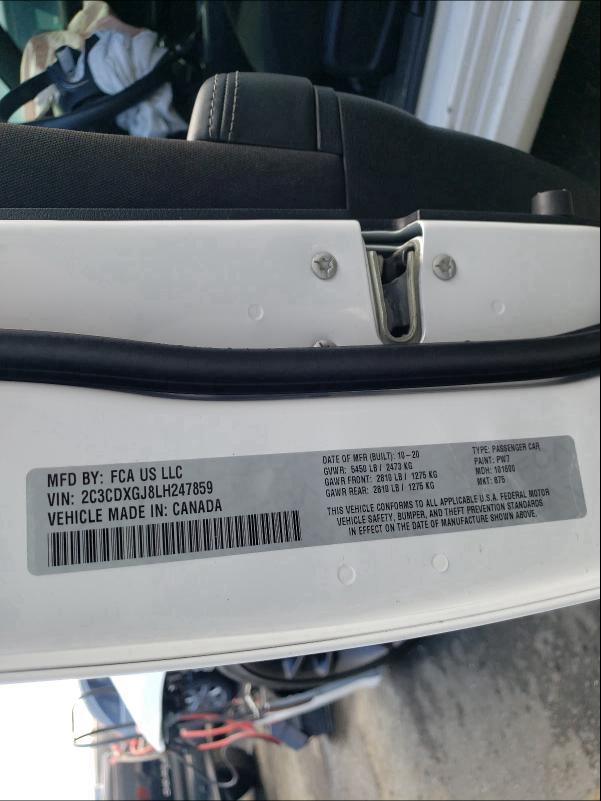 MFD BY: FCA US LLC
VIN: 2C3CDXGJ8LH247859
VEHICLE MADE IN: CANADA
DATE OF MFR (BUILT): 10-20
GVWR: 5450 LB / 2473 KG
GAWR FRONT: 2810 LB / 1275 KG
GAWR REAR: 2810 LB / 1275 KG
TYPE: PASSENGER CAR
PAINT: PW7
MDH: 101600
MKT: 875
THIS VEHICLE CONFORMS TO ALL APPLICABLE U.S.A. FEDERAL MOTOR
VEHICLE SAFETY, BUMPER, AND THEFT PREVENTION STANDARDS
IN EFFECT ON THE DATE OF MANUFACTURE SHOWN ABOVE.